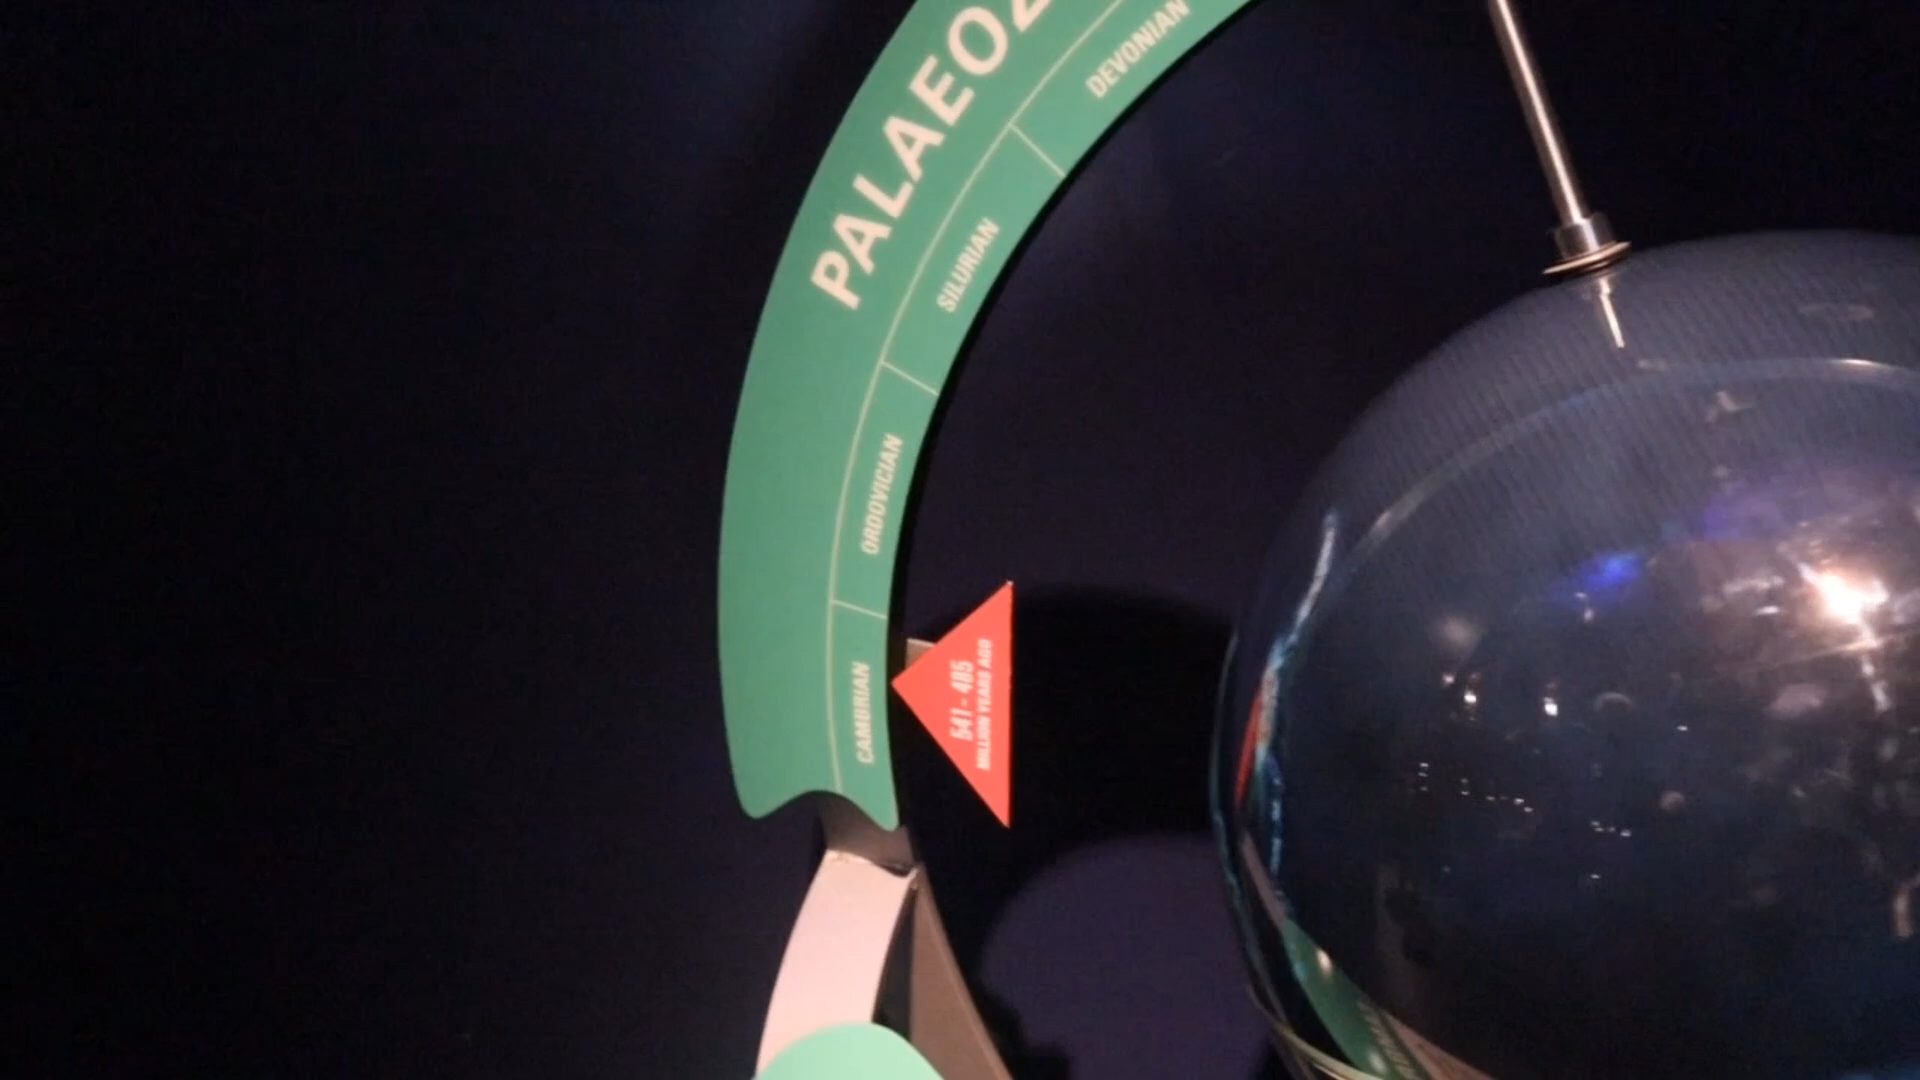 PALAEOZ
DEVONIAN
SILURIAN
ORDOVICIAN
CAMBRIAN
541 - 485
MILLION YEARS AGO